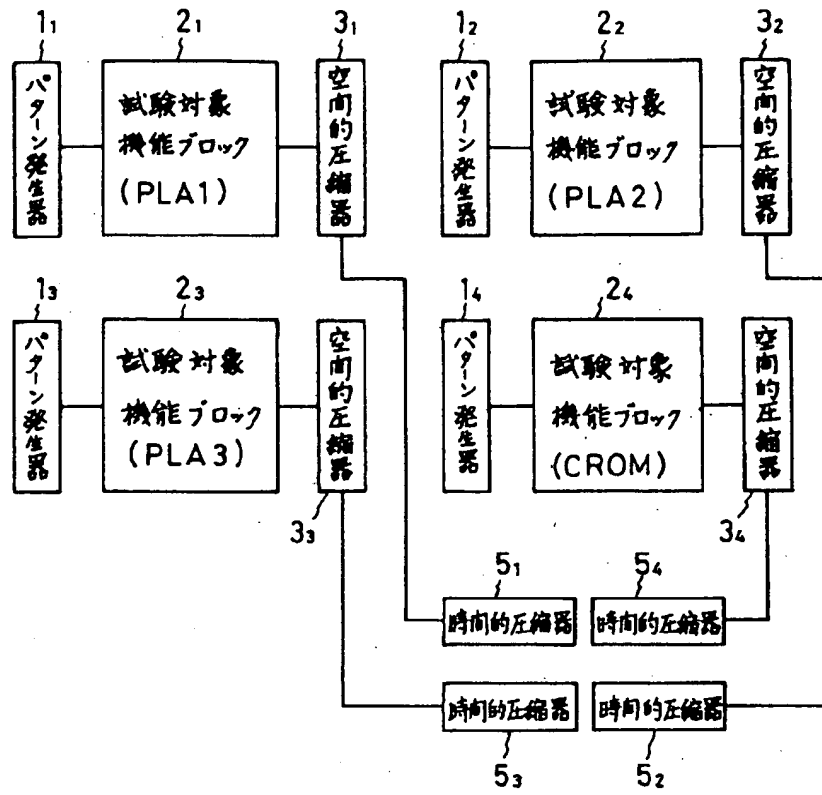 1₁
2₁
3₁
1₂
2₂
3₂
パターン発生器
試験対象
機能ブロック
(PLA1)
空間的圧縮器
パターン発生器
試験対象
機能ブロック
(PLA2)
空間的圧縮器
1₃
2₃
1₄
2₄
パターン発生器
試験対象
機能ブロック
(PLA3)
空間的圧縮器
パターン発生器
試験対象
機能ブロック
(CROM)
空間的圧縮器
3₃
3₄
5₁
5₄
時間的圧縮器
時間的圧縮器
時間的圧縮器
時間的圧縮器
5₃
5₂